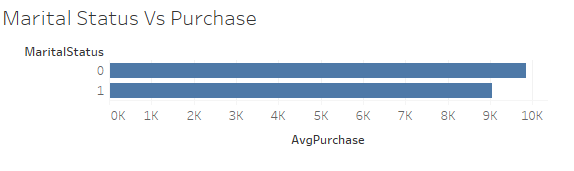 Marital Status Vs Purchase
MaritalStatus
0
1
0K 1K 2K 3K 4K 5K 6K 7K 8K 9K 10K
AvgPurchase